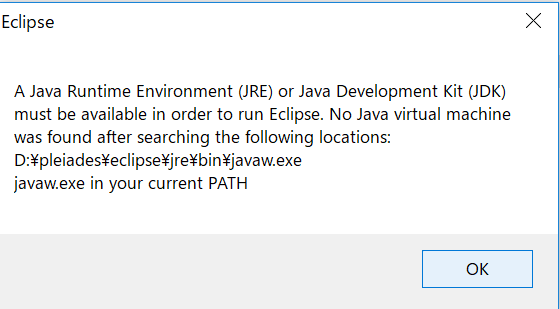 Eclipse
A Java Runtime Environment (JRE) or Java Development Kit (JDK)
must be available in order to run Eclipse. No Java virtual machine
was found after searching the following locations:
D:¥pleiades¥eclipse¥jre¥bin¥javaw.exe
javaw.exe in your current PATH
OK